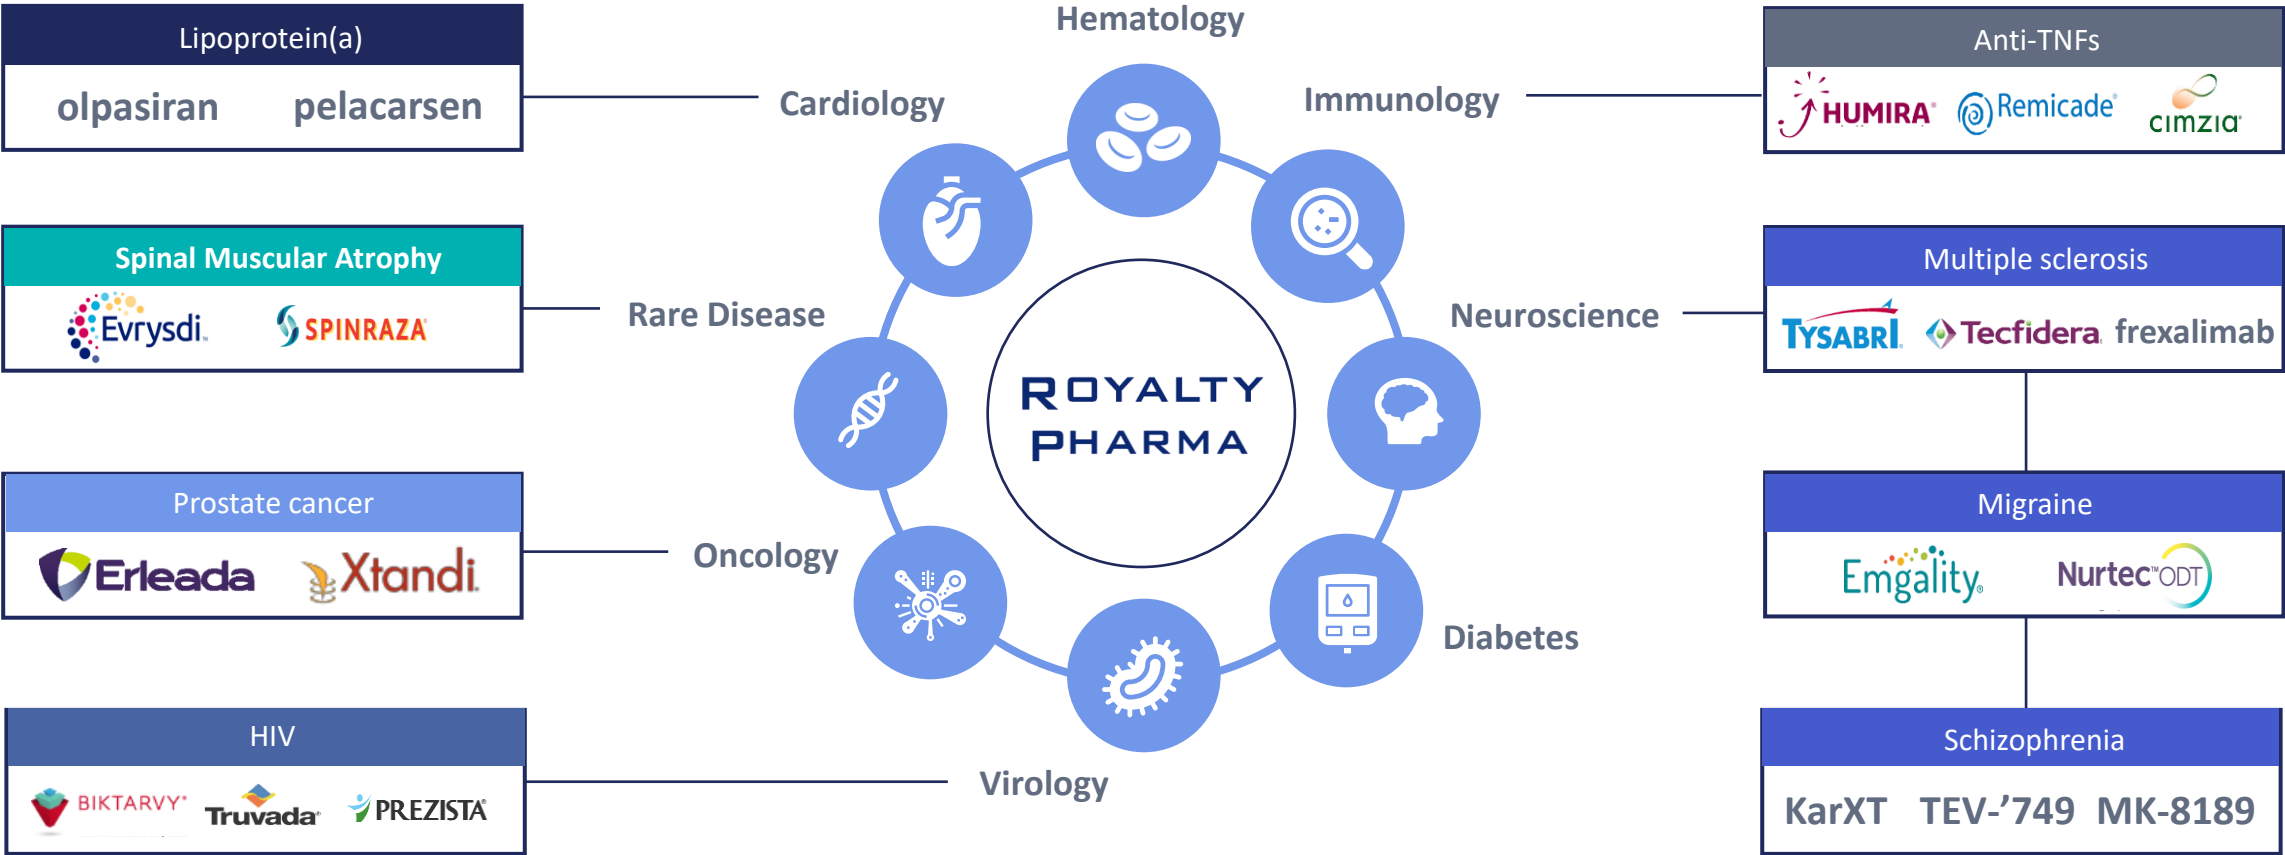 Hematology
Lipoprotein(a)
olpasiran pelacarsen
Cardiology
Immunology
Anti-TNFs
HUMIRA® Remicade® cimzia®
Spinal Muscular Atrophy
Evrysdi™ SPINRAZA®
Rare Disease
Neuroscience
Multiple sclerosis
TYSABRI® Tecfidera frexalimab
ROYALTY
PHARMA
Prostate cancer
Erleada Xtandi
Oncology
Migraine
Emgality® Nurtec™ODT
Diabetes
HIV
BIKTARVY® Truvada® PREZISTA®
Virology
Schizophrenia
KarXT TEV-’749 MK-8189